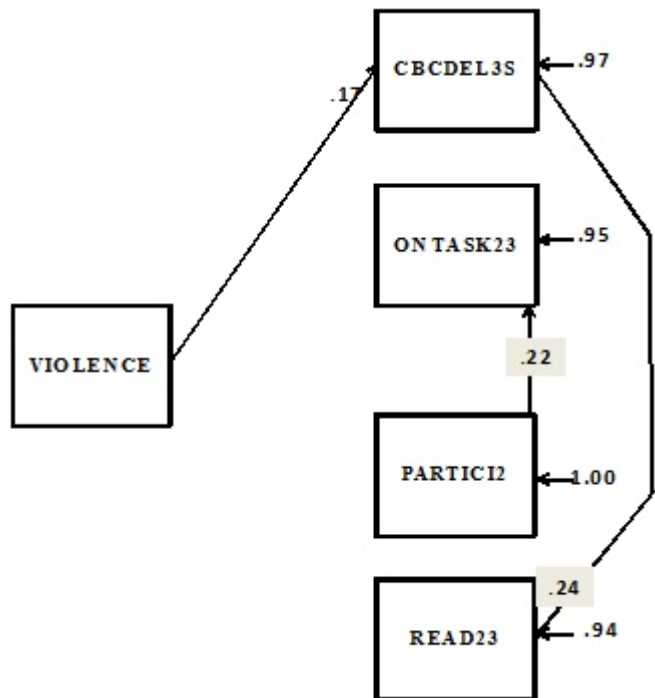 CBCDEL3S
.97
.17
ONTASK23
.95
VIOLENCE
.22
PARTICI2
1.00
.24
READ23
.94